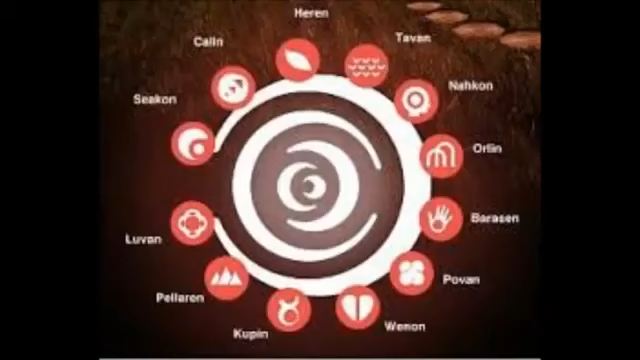 Heren
Calin
Tavan
Seakon
Nahkon
Orlin
Barasen
Luvan
Povan
Pellaren
Kupin
Wenon